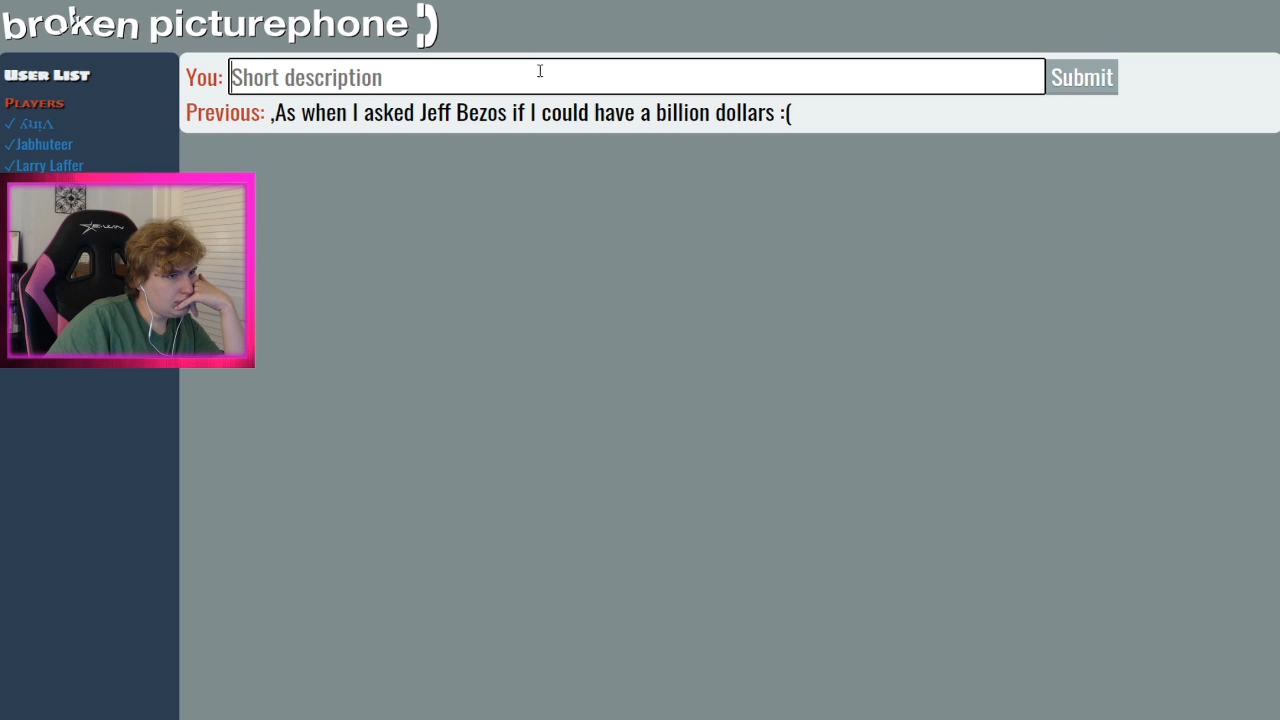 broken picturephone
User List
You: Short description Submit
Previous: ,As when I asked Jeff Bezos if I could have a billion dollars :(
Players
✓Jabhuteer
✓Larry Laffer
E-WIN